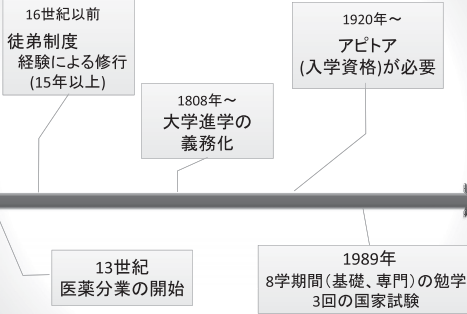 16世紀以前
徒弟制度
経験による修行
(15年以上)
1808年～
大学進学の
義務化
1920年～
アビトア
(入学資格)が必要
13世紀
医薬分業の開始
1989年
8学期間(基礎、専門)の勉学
3回の国家試験